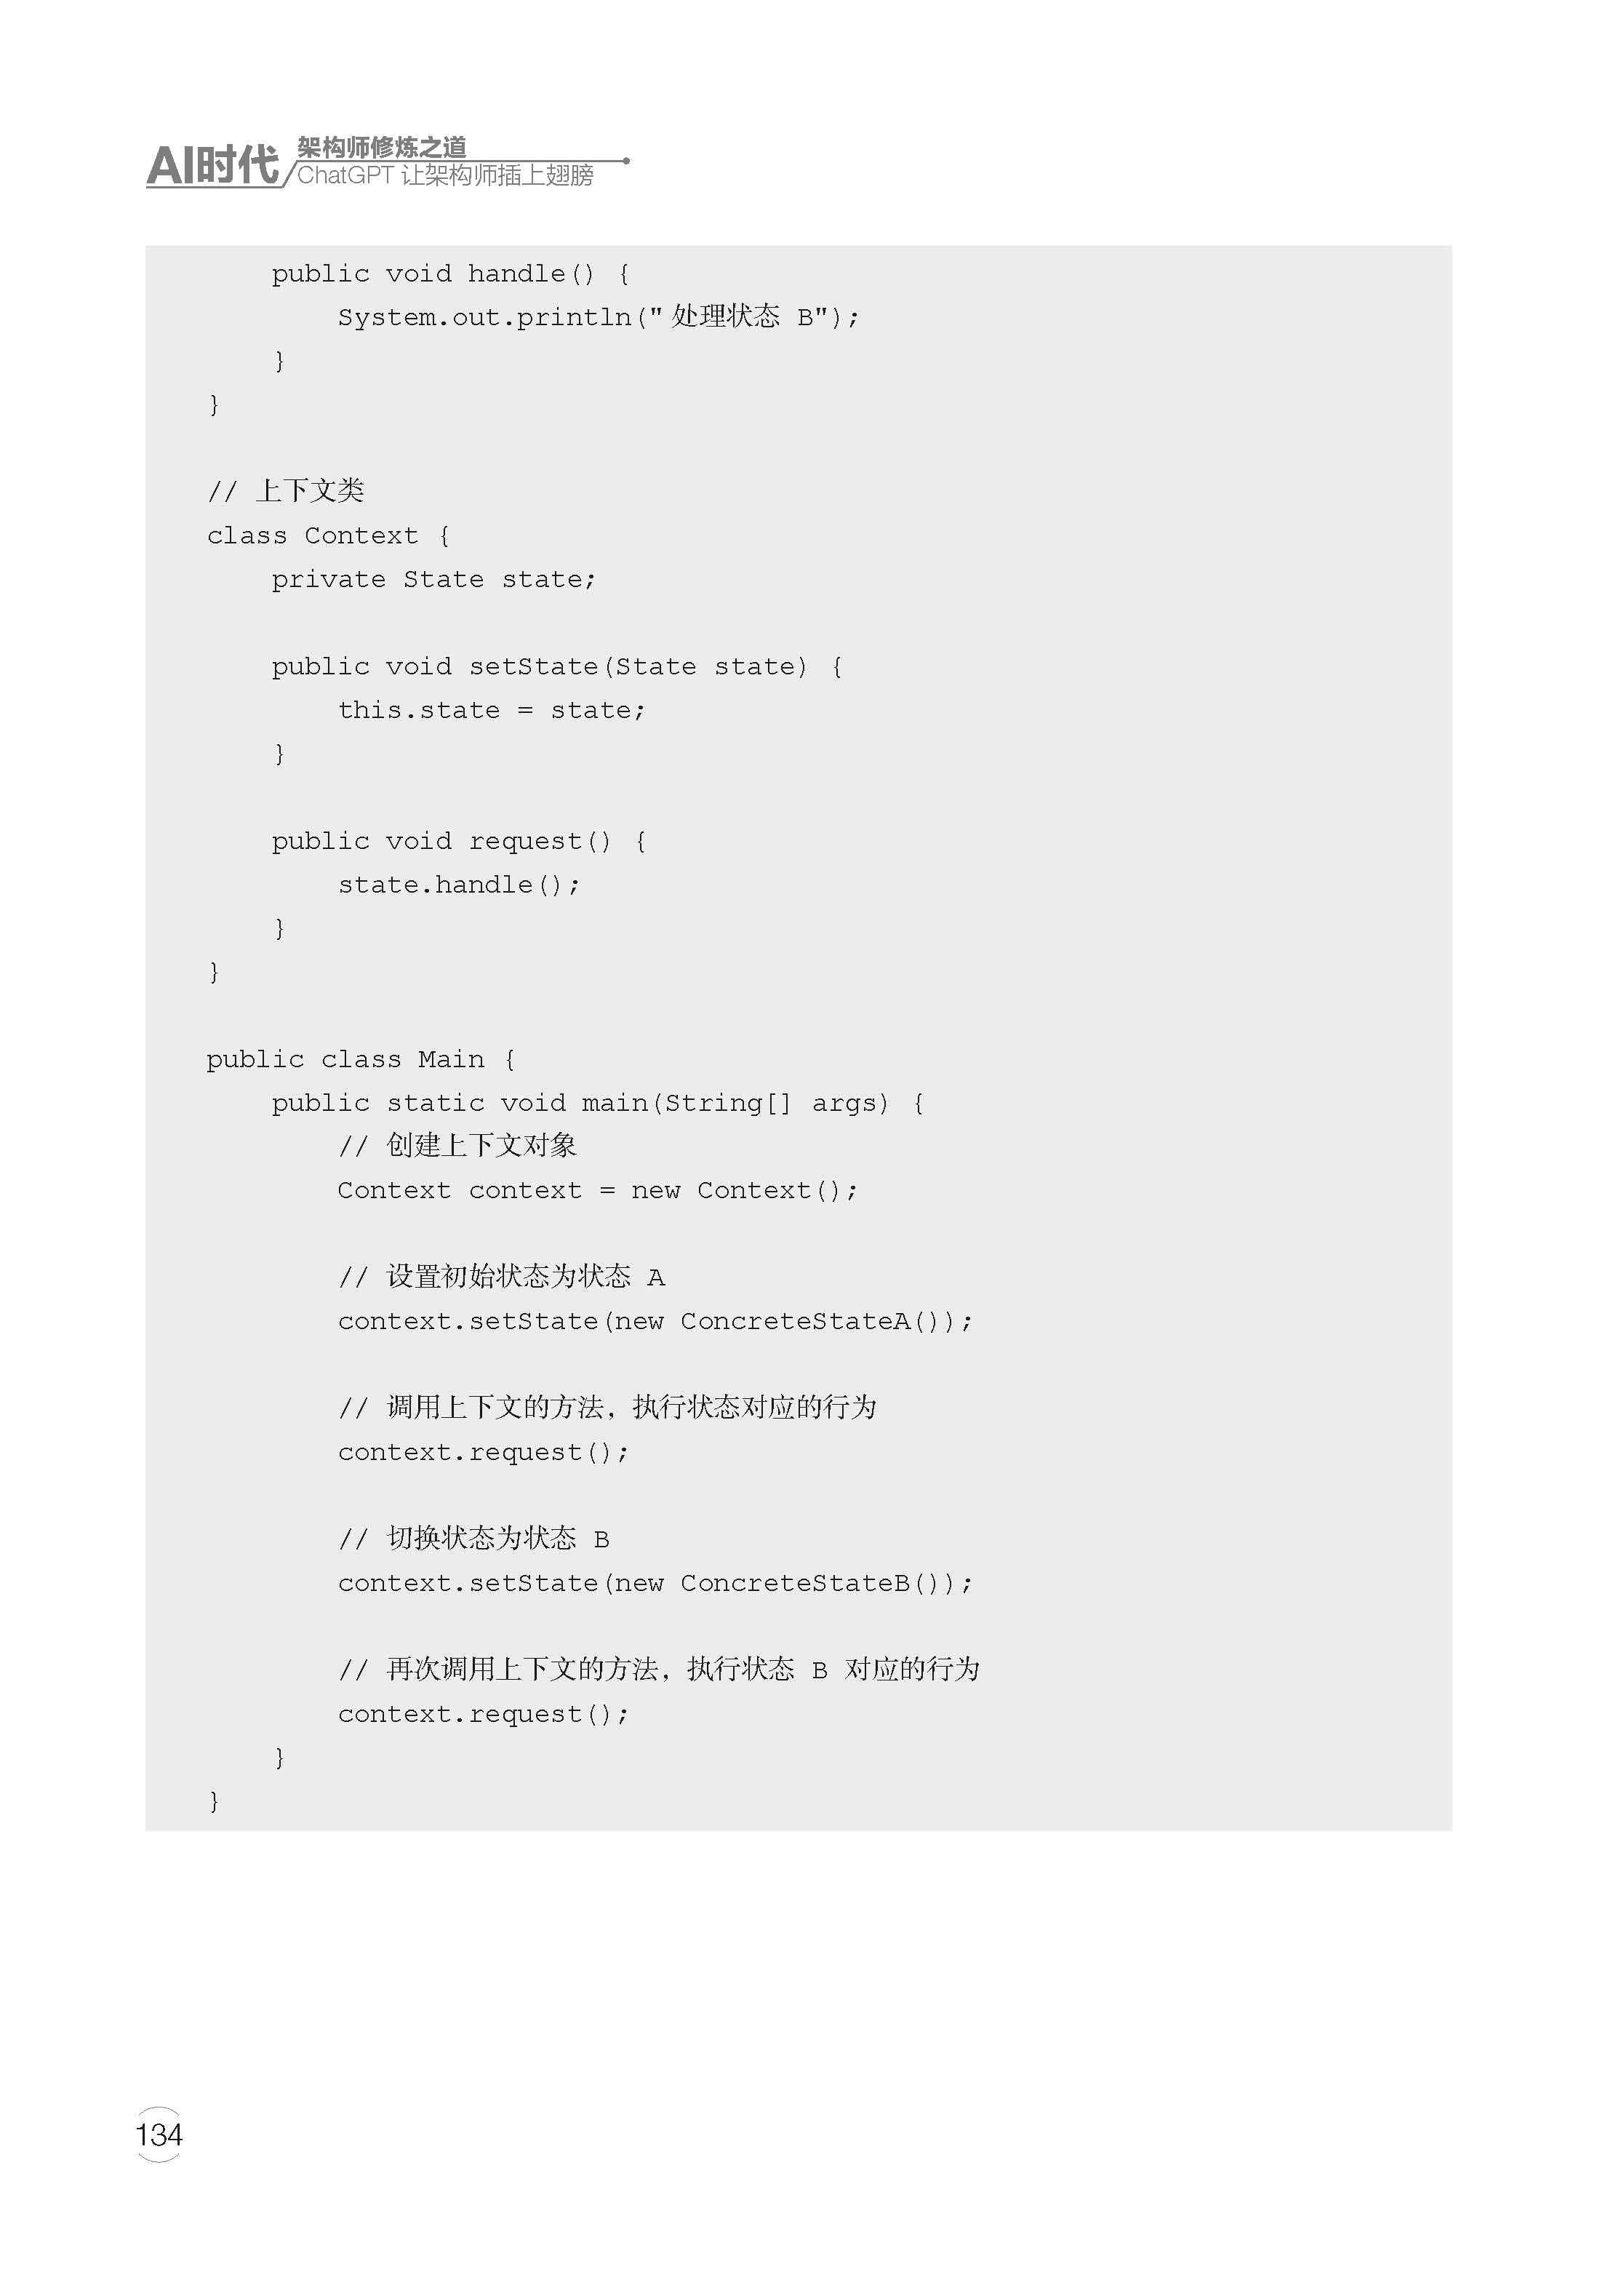 AI时代
架构师修炼之道
ChatGPT 让架构师插上翅膀
    public void handle() {
        System.out.println("处理状态 B");
    }
}

// 上下文类
class Context {
    private State state;

    public void setState(State state) {
        this.state = state;
    }

    public void request() {
        state.handle();
    }
}

public class Main {
    public static void main(String[] args) {
        // 创建上下文对象
        Context context = new Context();

        // 设置初始状态为状态 A
        context.setState(new ConcreteStateA());

        // 调用上下文的方法，执行状态对应的行为
        context.request();

        // 切换状态为状态 B
        context.setState(new ConcreteStateB());

        // 再次调用上下文的方法，执行状态 B 对应的行为
        context.request();
    }
}
134